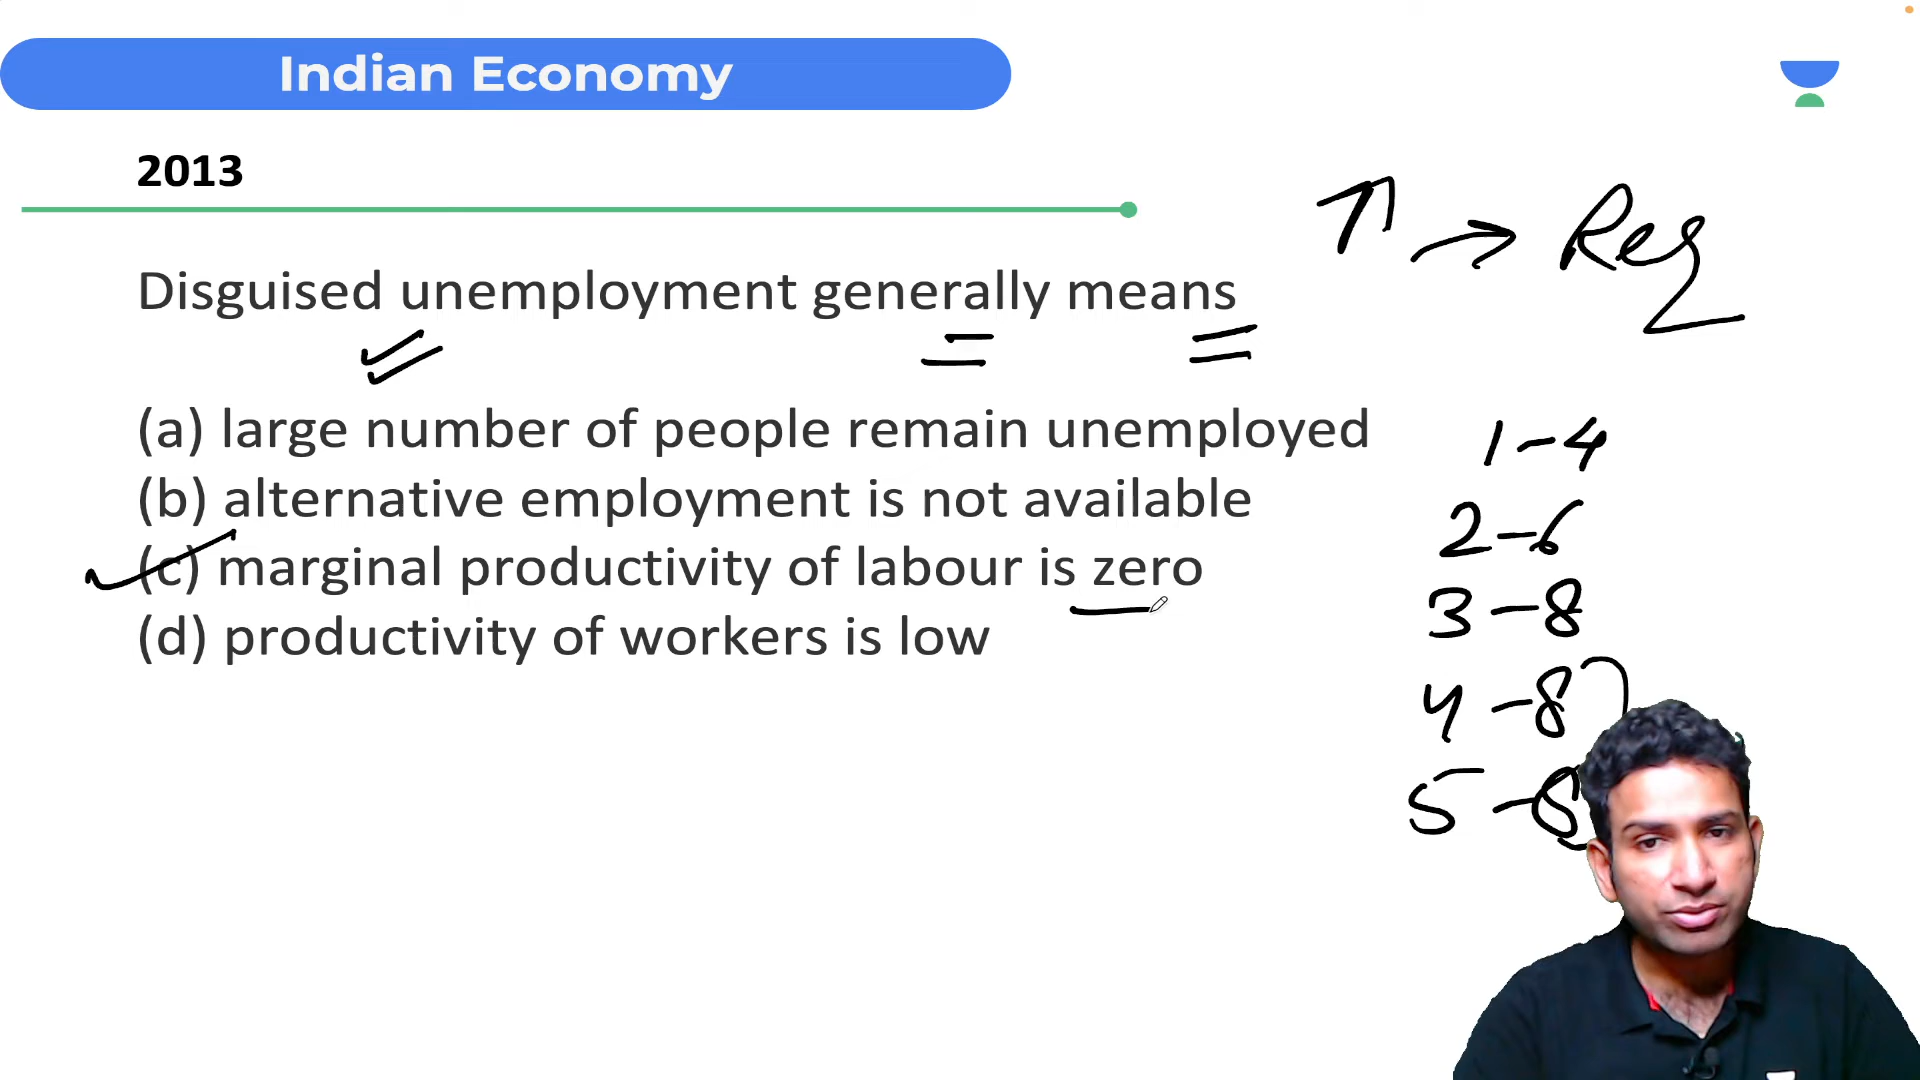 Indian Economy
2013
↑ → Req
Disguised unemployment generally means
(a) large number of people remain unemployed
(b) alternative employment is not available
(c) marginal productivity of labour is zero
(d) productivity of workers is low
1-4
2-6
3-8
4-8
5-8